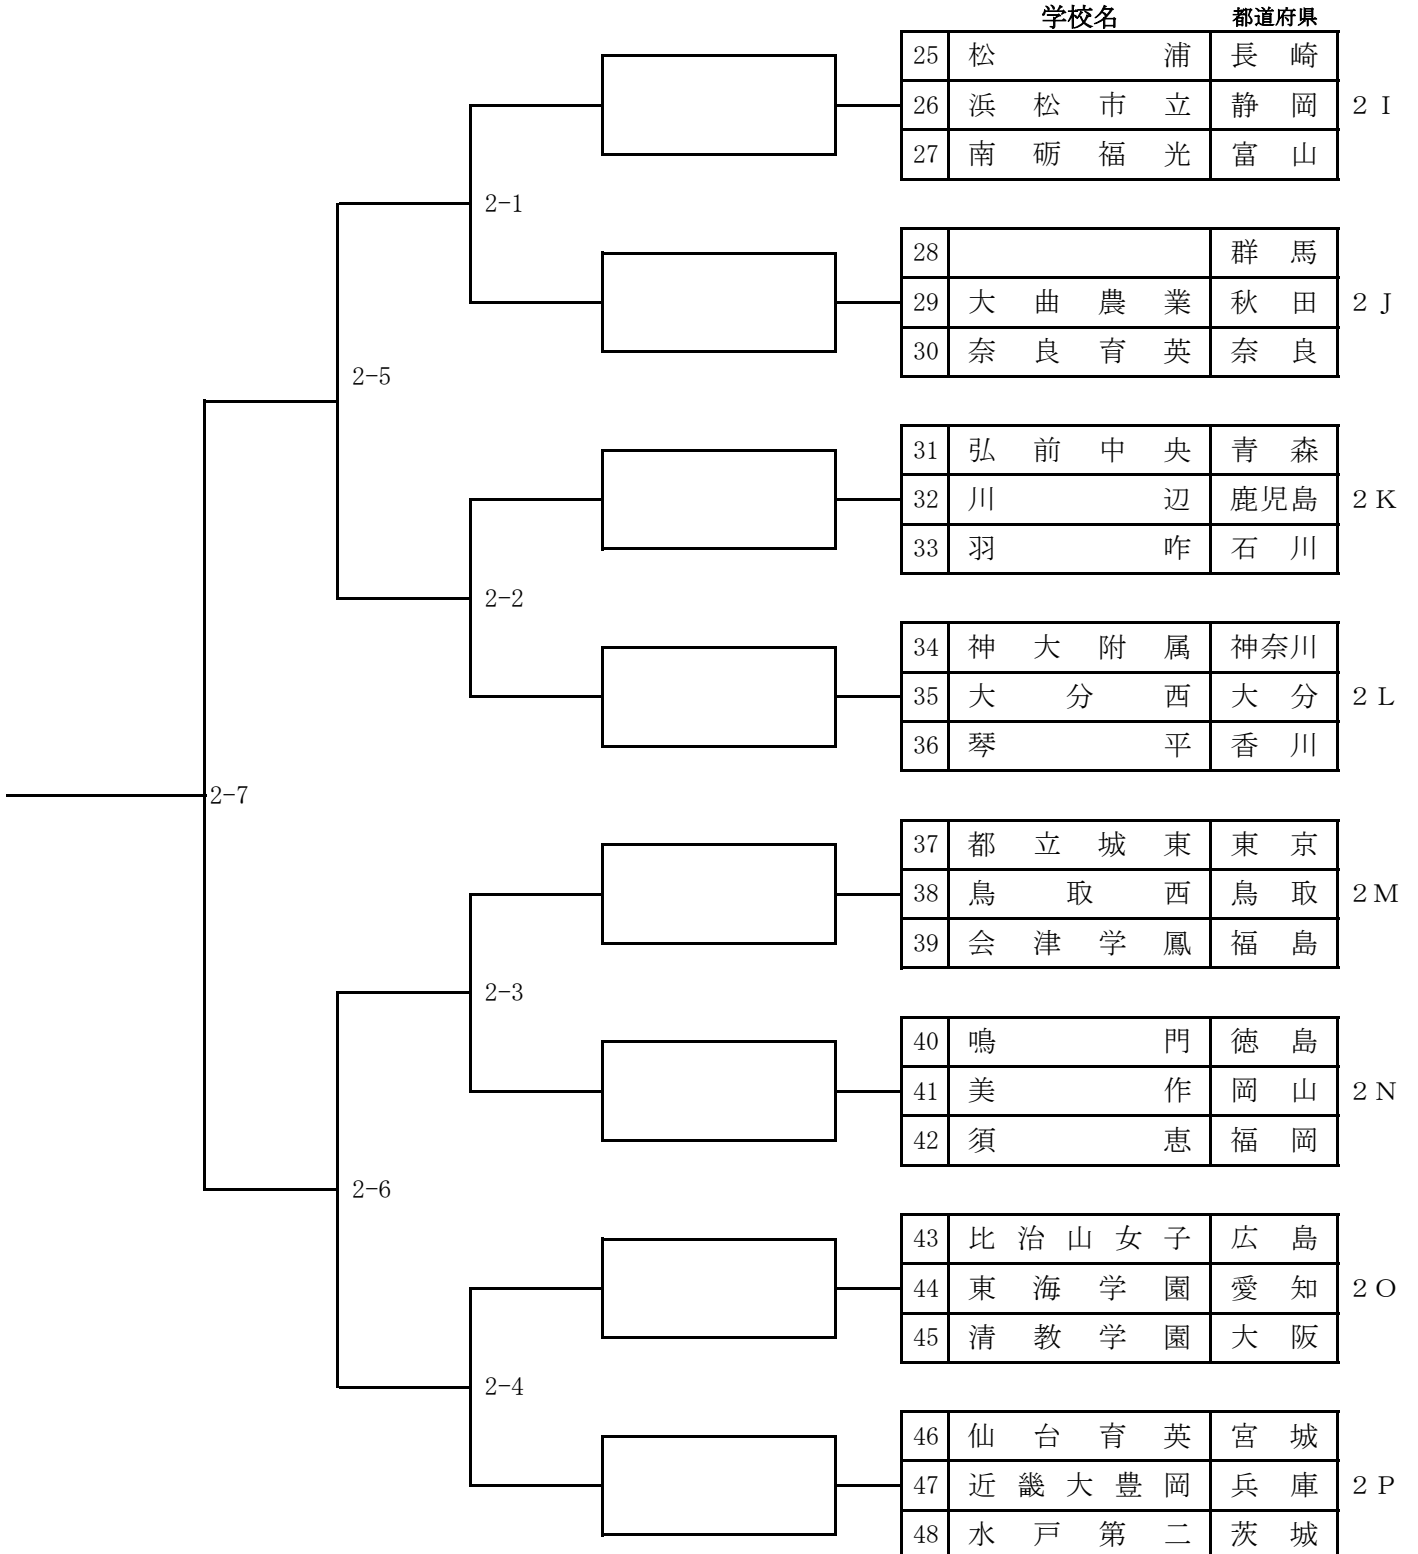 学校名 都道府県
25 松浦 長崎
26 浜松市立 静岡 2I
27 南砺福光 富山
2-1
28 群馬
29 大曲農業 秋田 2J
30 奈良育英 奈良
2-5
31 弘前中央 青森
32 川辺 鹿児島 2K
33 羽咋 石川
2-2
34 神大附属 神奈川
35 大分西 大分 2L
36 琴平 香川
2-7
37 都立城東 東京
38 鳥取西 鳥取 2M
39 会津学鳳 福島
2-3
40 鳴門 徳島
41 美作 岡山 2N
42 須恵 福岡
2-6
43 比治山女子 広島
44 東海学園 愛知 2O
45 清教学園 大阪
2-4
46 仙台育英 宮城
47 近畿大豊岡 兵庫 2P
48 水戸第二 茨城